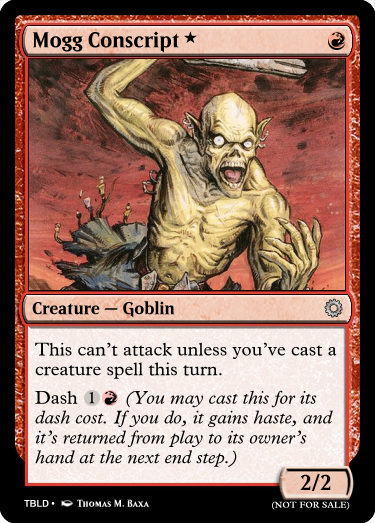 Mogg Conscript ★
Creature — Goblin
This can't attack unless you've cast a
creature spell this turn.
Dash 1 (You may cast this for its
dash cost. If you do, it gains haste, and
it's returned from play to its owner's
hand at the next end step.)
2/2
TBLD • Thomas M. Baxa
(NOT FOR SALE)